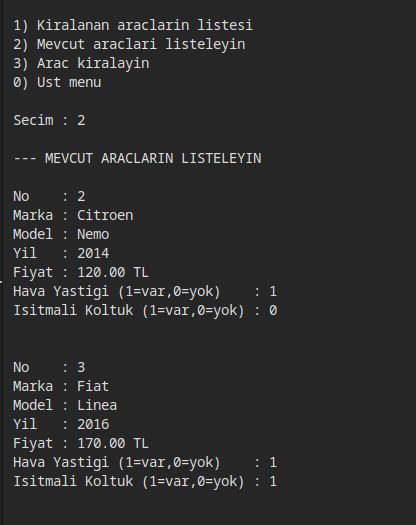 1) Kiralanan araclarin listesi
2) Mevcut araclari listeleyin
3) Arac kiralayin
0) Ust menu
Secim : 2
--- MEVCUT ARACLARIN LISTELEYIN
No    : 2
Marka : Citroen
Model : Nemo
Yil   : 2014
Fiyat : 120.00 TL
Hava Yastigi (1=var,0=yok)    : 1
Isitmali Koltuk (1=var,0=yok) : 0
No    : 3
Marka : Fiat
Model : Linea
Yil   : 2016
Fiyat : 170.00 TL
Hava Yastigi (1=var,0=yok)    : 1
Isitmali Koltuk (1=var,0=yok) : 1